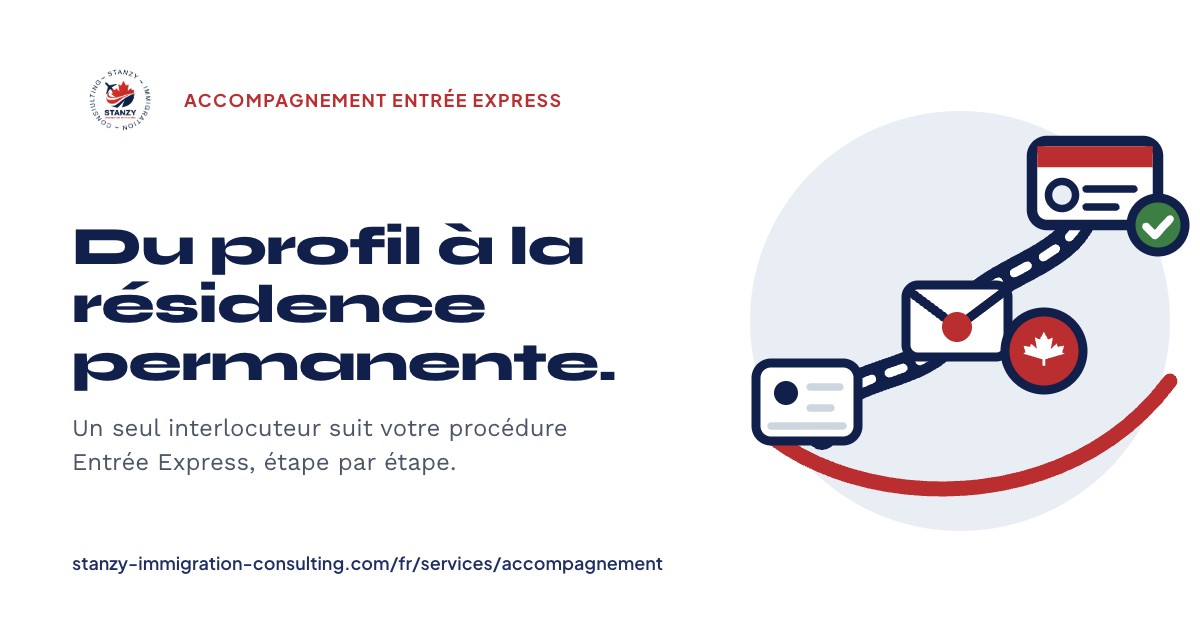 STANZY – IMMIGRATION – CONSULTING –
STANZY
ACCOMPAGNEMENT ENTRÉE EXPRESS
Du profil à la
résidence
permanente.
Un seul interlocuteur suit votre procédure
Entrée Express, étape par étape.
stanzy-immigration-consulting.com/fr/services/accompagnement